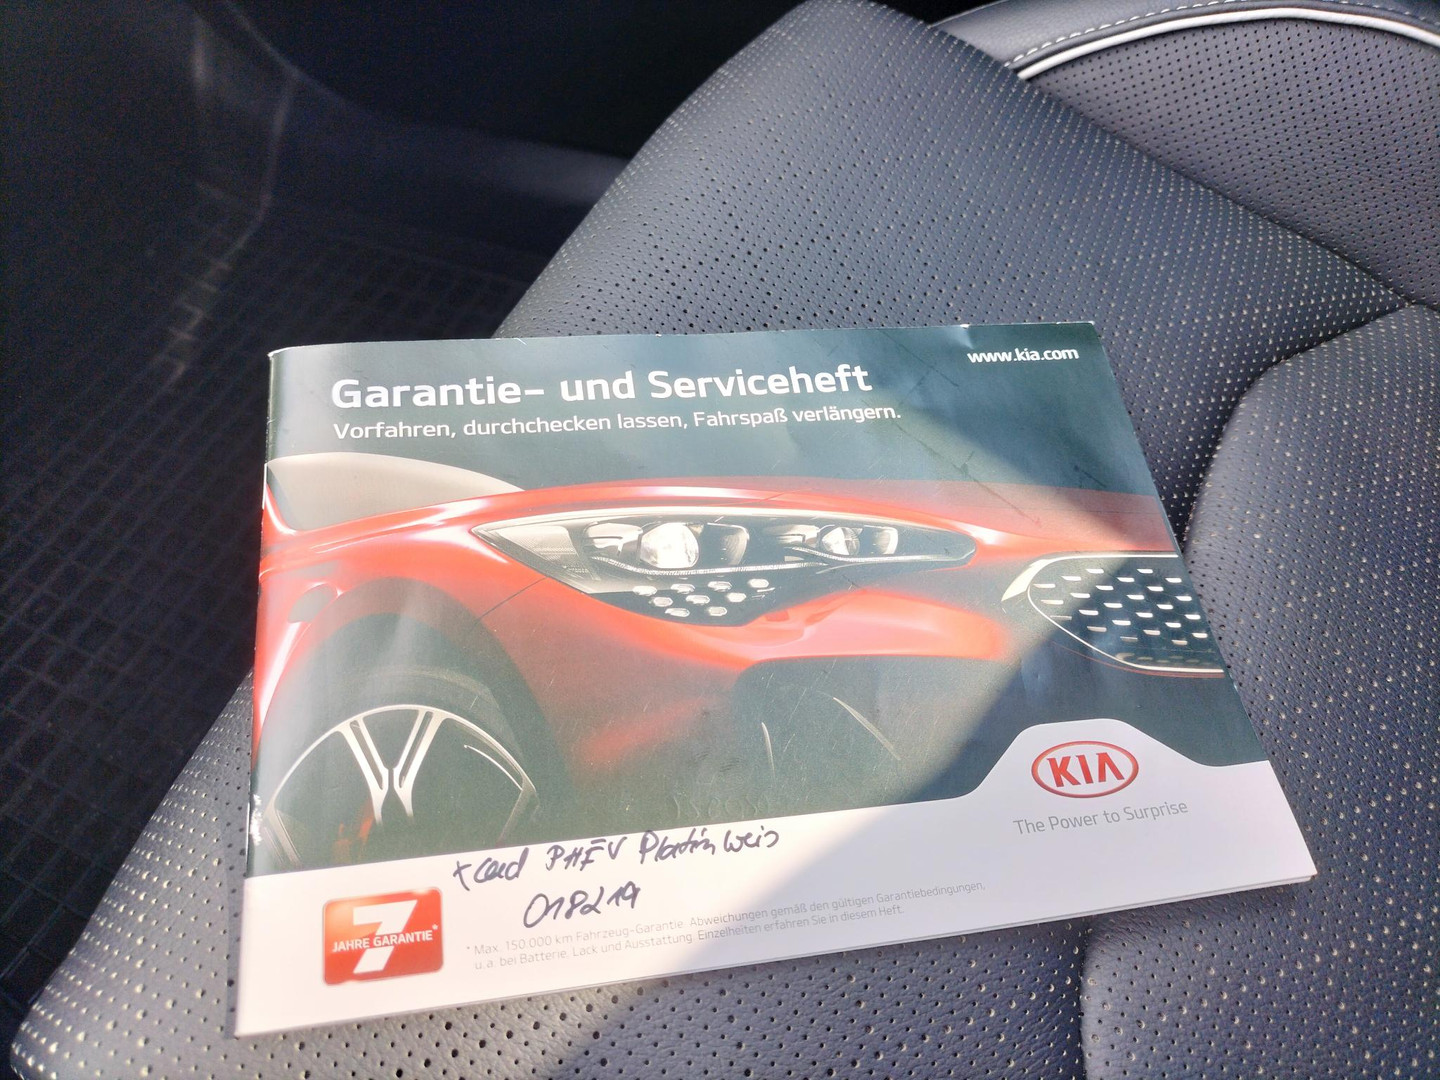 www.kia.com
Garantie- und Serviceheft
Vorfahren, durchchecken lassen, Fahrspaß verlängern.
KIA
The Power to Surprise
xceed PHEV Platin weis
018219
7
JAHRE GARANTIE*
* Max. 150.000 km Fahrzeug-Garantie. Abweichungen gemäß den gültigen Garantiebedingungen,
u. a. bei Batterie, Lack und Ausstattung. Einzelheiten erfahren Sie in diesem Heft.